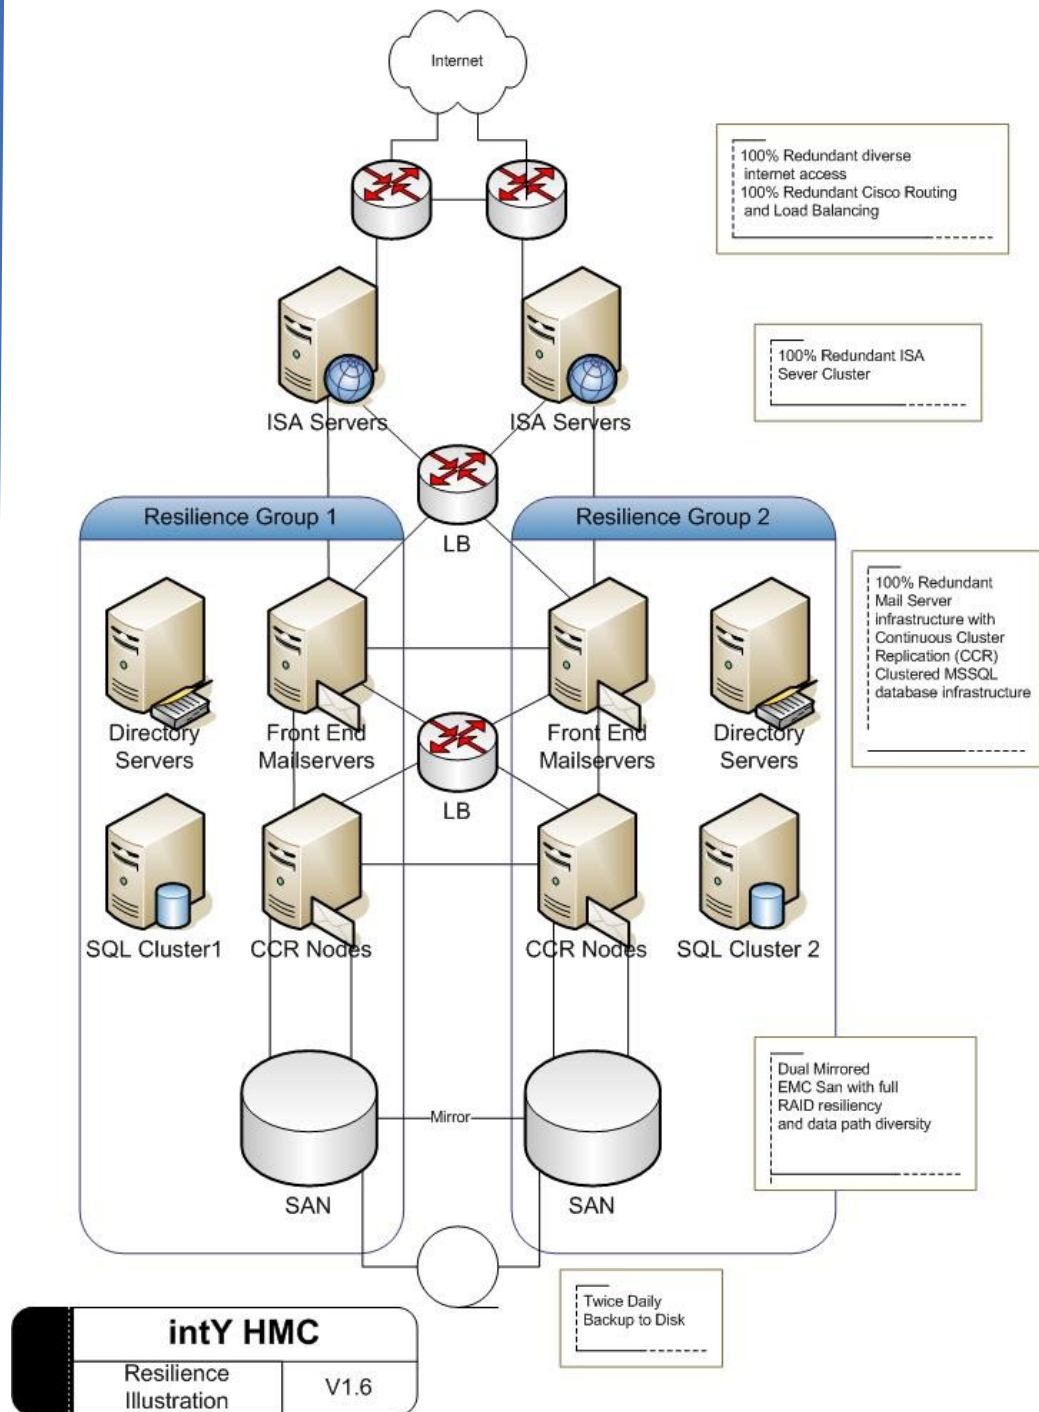 Internet
100% Redundant diverse
internet access
100% Redundant Cisco Routing
and Load Balancing
100% Redundant ISA
Sever Cluster
ISA Servers
ISA Servers
LB
Resilience Group 1
Resilience Group 2
100% Redundant
Mail Server
infrastructure with
Continuous Cluster
Replication (CCR)
Clustered MSSQL
database infrastructure
Directory
Servers
Front End
Mailservers
LB
Front End
Mailservers
Directory
Servers
SQL Cluster1
CCR Nodes
CCR Nodes
SQL Cluster 2
Dual Mirrored
EMC San with full
RAID resiliency
and data path diversity
Mirror
SAN
SAN
Twice Daily
Backup to Disk
intY HMC
Resilience
Illustration
V1.6